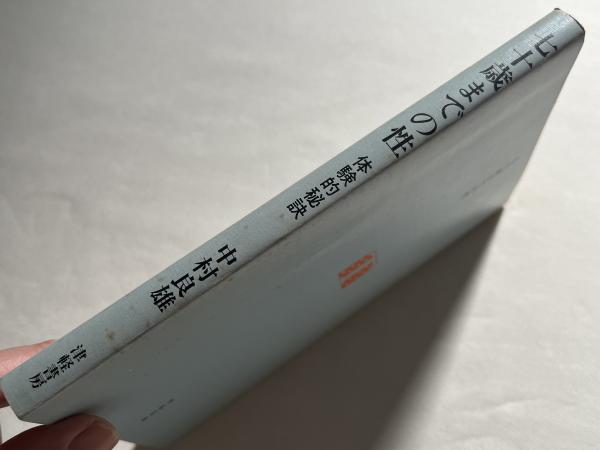 七十歳までの性
体験的秘訣
中村良雄
津軽書房